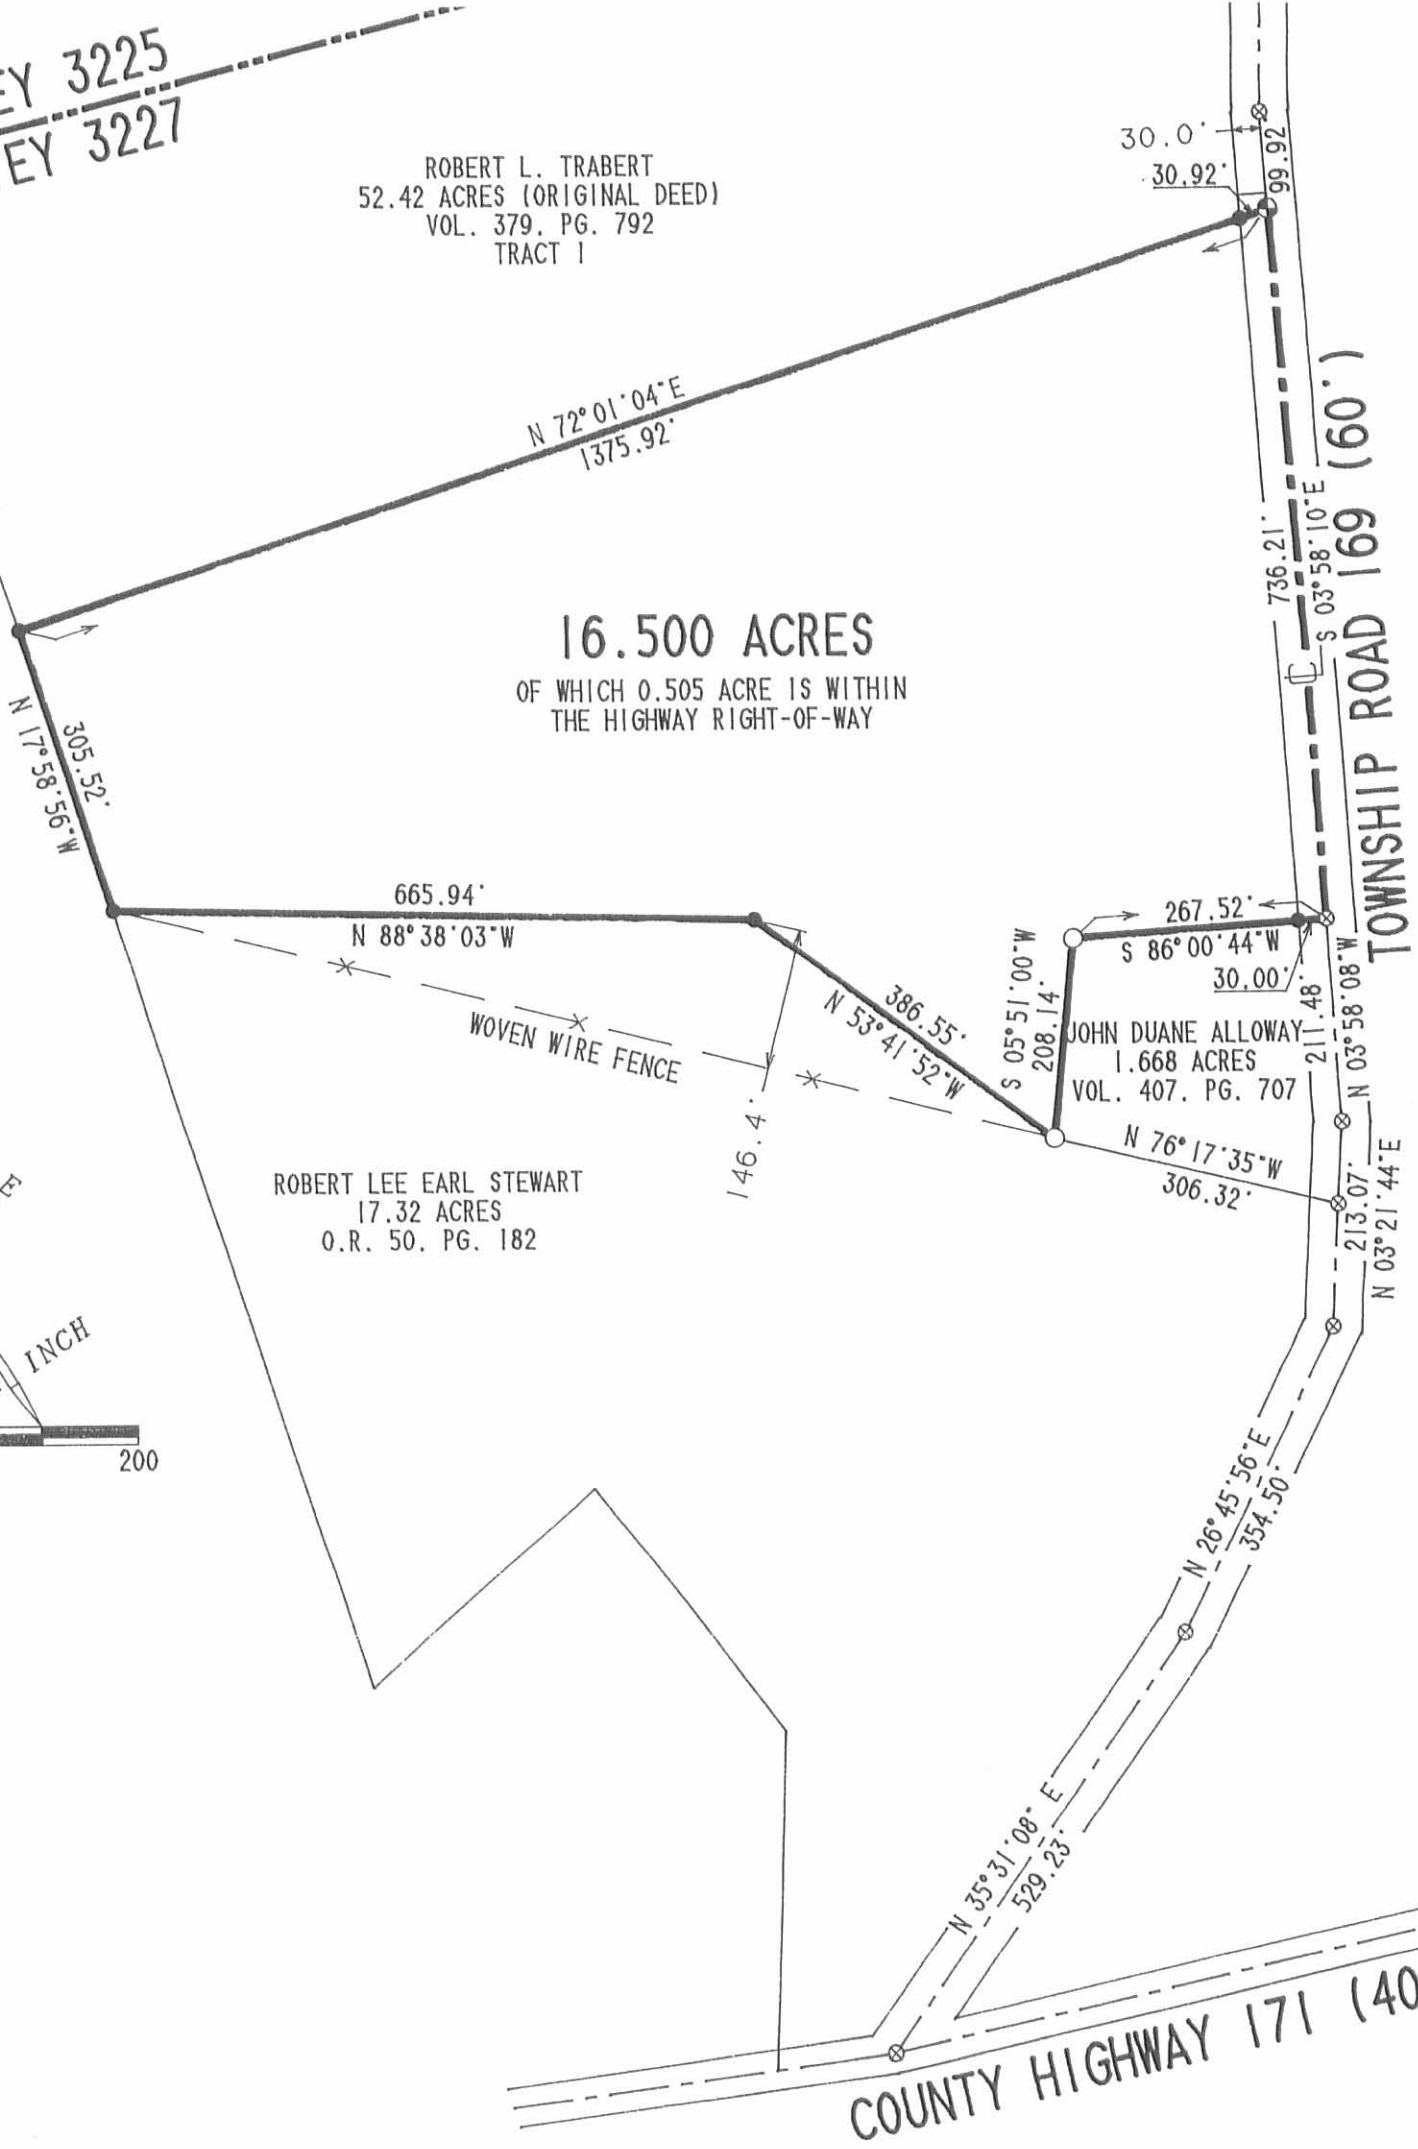 EY 3225
EY 3227
ROBERT L. TRABERT
52.42 ACRES (ORIGINAL DEED)
VOL. 379. PG. 792
TRACT 1
30.0'
30.92'
99.92
N 72°01'04"E
1375.92'
736.21'
S 03°58'10"E
TOWNSHIP ROAD 169 (60')
16.500 ACRES
OF WHICH 0.505 ACRE IS WITHIN
THE HIGHWAY RIGHT-OF-WAY
305.52'
N 17°58'56"W
665.94'
N 88°38'03"W
267.52'
S 86°00'44"W
30.00'
386.55'
N 53°41'52"W
S 05°51'00"W
208.14'
211.48'
N 03°58'08"W
WOVEN WIRE FENCE
JOHN DUANE ALLOWAY
1.668 ACRES
VOL. 407. PG. 707
146.4'
N 76°17'35"W
306.32'
213.07'
N 03°21'44"E
ROBERT LEE EARL STEWART
17.32 ACRES
O.R. 50. PG. 182
E
INCH
200
N 26°45'56"E
354.50'
N 35°31'08" E
529.23'
COUNTY HIGHWAY 171 (40